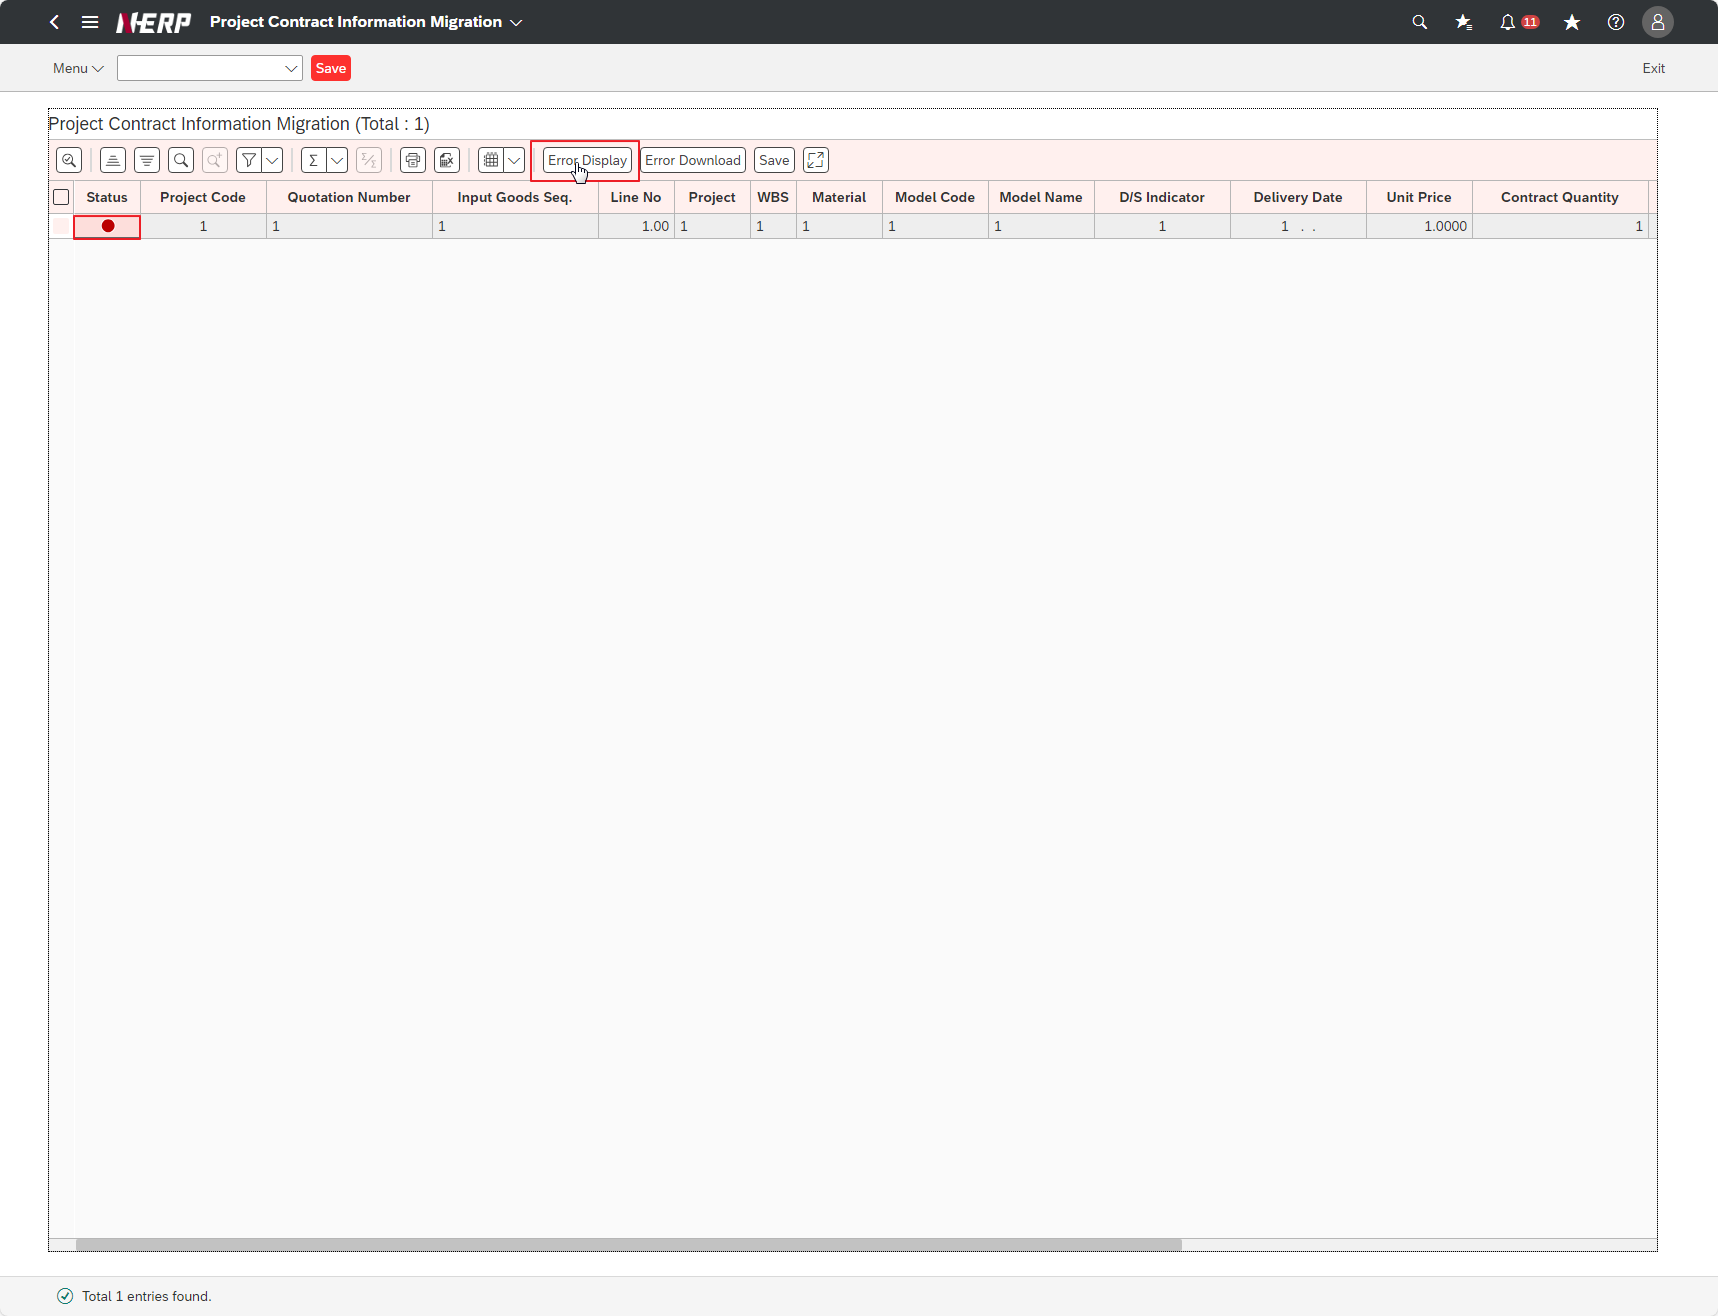 NERP Project Contract Information Migration 11
Menu Save Exit
Project Contract Information Migration (Total : 1)
Error Display Error Download Save
Status Project Code Quotation Number Input Goods Seq. Line No Project WBS Material Model Code Model Name D/S Indicator Delivery Date Unit Price Contract Quantity
1 1 1 1.00 1 1 1 1 1 1 1 . . 1.0000 1
Total 1 entries found.